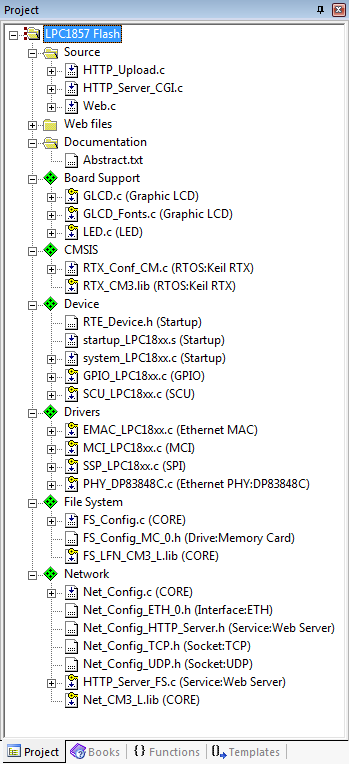 Project
LPC1857 Flash
Source
HTTP_Upload.c
HTTP_Server_CGI.c
Web.c
Web files
Documentation
Abstract.txt
Board Support
GLCD.c (Graphic LCD)
GLCD_Fonts.c (Graphic LCD)
LED.c (LED)
CMSIS
RTX_Conf_CM.c (RTOS:Keil RTX)
RTX_CM3.lib (RTOS:Keil RTX)
Device
RTE_Device.h (Startup)
startup_LPC18xx.s (Startup)
system_LPC18xx.c (Startup)
GPIO_LPC18xx.c (GPIO)
SCU_LPC18xx.c (SCU)
Drivers
EMAC_LPC18xx.c (Ethernet MAC)
MCI_LPC18xx.c (MCI)
SSP_LPC18xx.c (SPI)
PHY_DP83848C.c (Ethernet PHY:DP83848C)
File System
FS_Config.c (CORE)
FS_Config_MC_0.h (Drive:Memory Card)
FS_LFN_CM3_L.lib (CORE)
Network
Net_Config.c (CORE)
Net_Config_ETH_0.h (Interface:ETH)
Net_Config_HTTP_Server.h (Service:Web Server)
Net_Config_TCP.h (Socket:TCP)
Net_Config_UDP.h (Socket:UDP)
HTTP_Server_FS.c (Service:Web Server)
Net_CM3_L.lib (CORE)
Project Books {} Functions 0 Templates